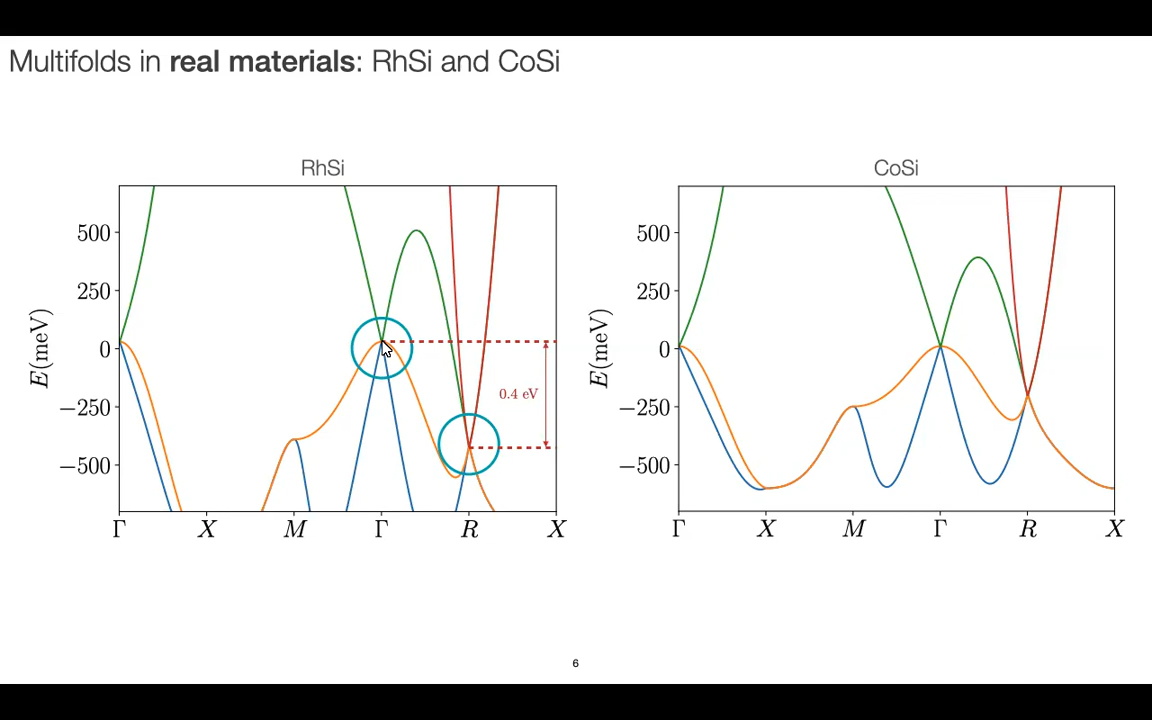 Multifolds in real materials: RhSi and CoSi
RhSi
E(meV)
500
250
0
−250
−500
0.4 eV
Γ X M Γ R X
CoSi
E(meV)
500
250
0
−250
−500
Γ X M Γ R X
6